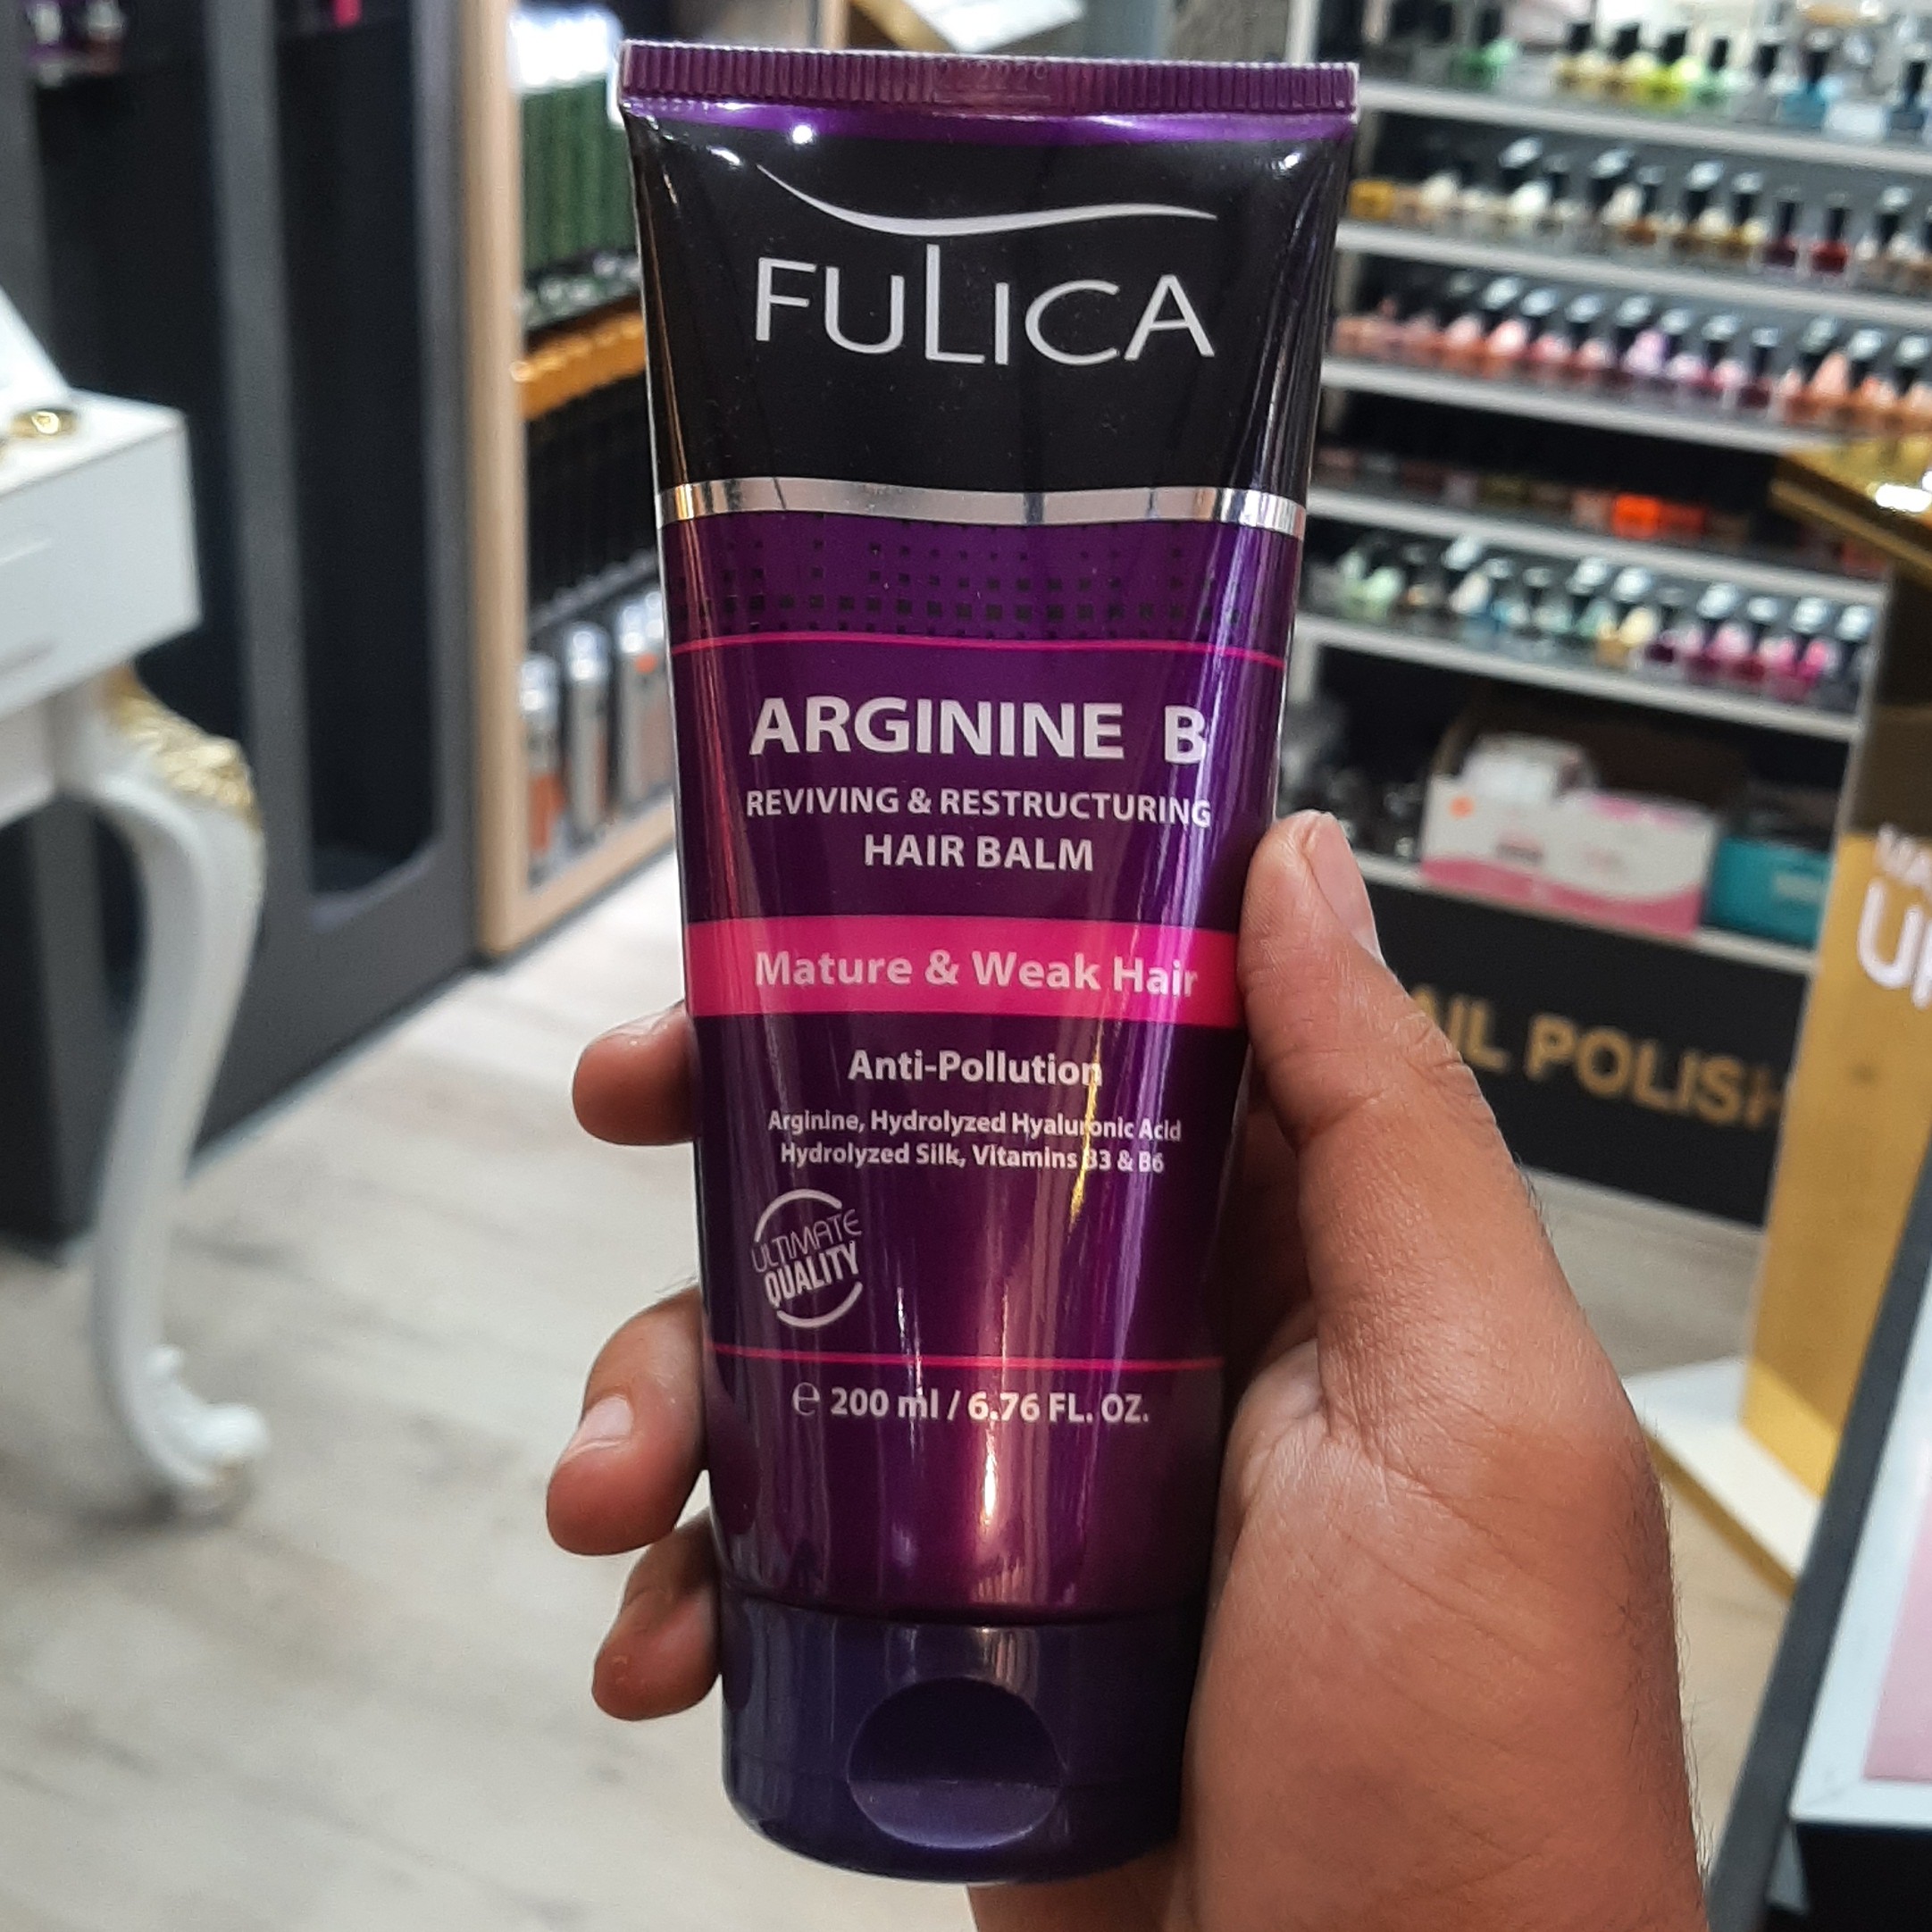 FULICA
ARGININE B
REVIVING & RESTRUCTURING
HAIR BALM
Mature & Weak Hair
Anti-Pollution
Arginine, Hydrolyzed Hyaluronic Acid
Hydrolyzed Silk, Vitamins B3 & B6
ULTIMATE
QUALITY
℮ 200 ml / 6.76 FL. OZ.
POLISH